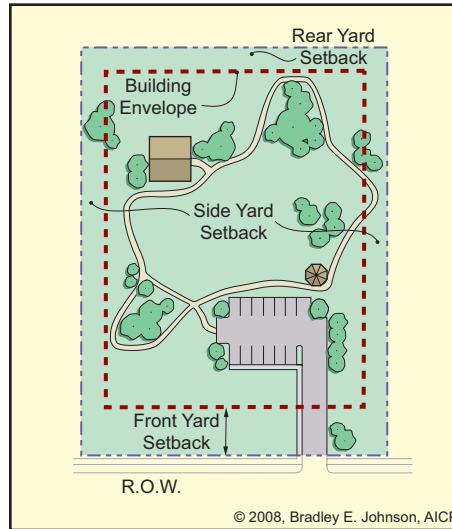 Rear Yard
Setback
Building
Envelope
Side Yard
Setback
Front Yard
Setback
R.O.W.
© 2008, Bradley E. Johnson, AICP